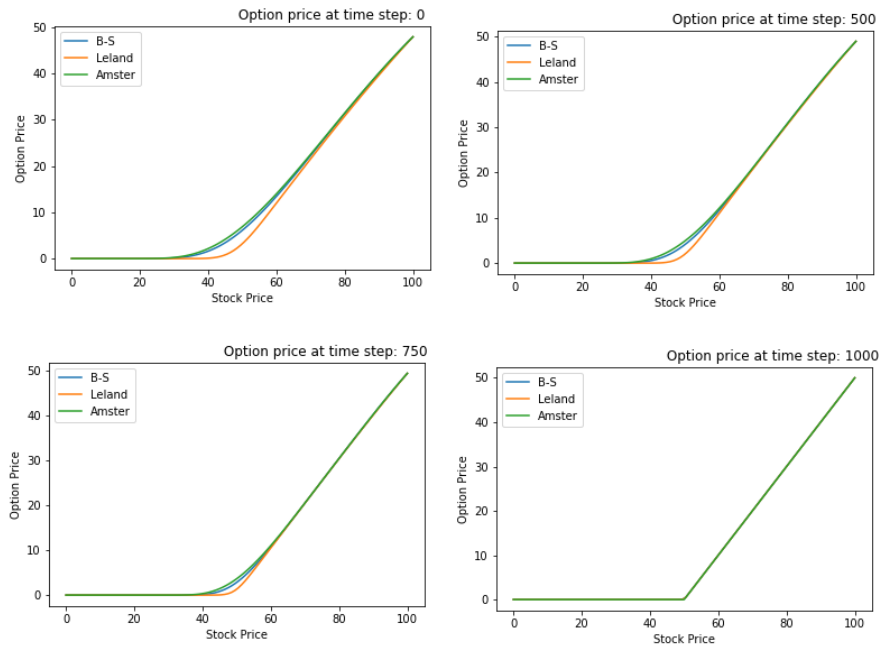 Option price at time step: 0
50
40
30
20
10
0
Option Price
B-S
Leland
Amster
0 20 40 60 80 100
Stock Price
Option price at time step: 500
50
40
30
20
10
0
Option Price
B-S
Leland
Amster
0 20 40 60 80 100
Stock Price
Option price at time step: 750
50
40
30
20
10
0
Option Price
B-S
Leland
Amster
0 20 40 60 80 100
Stock Price
Option price at time step: 1000
50
40
30
20
10
0
Option Price
B-S
Leland
Amster
0 20 40 60 80 100
Stock Price